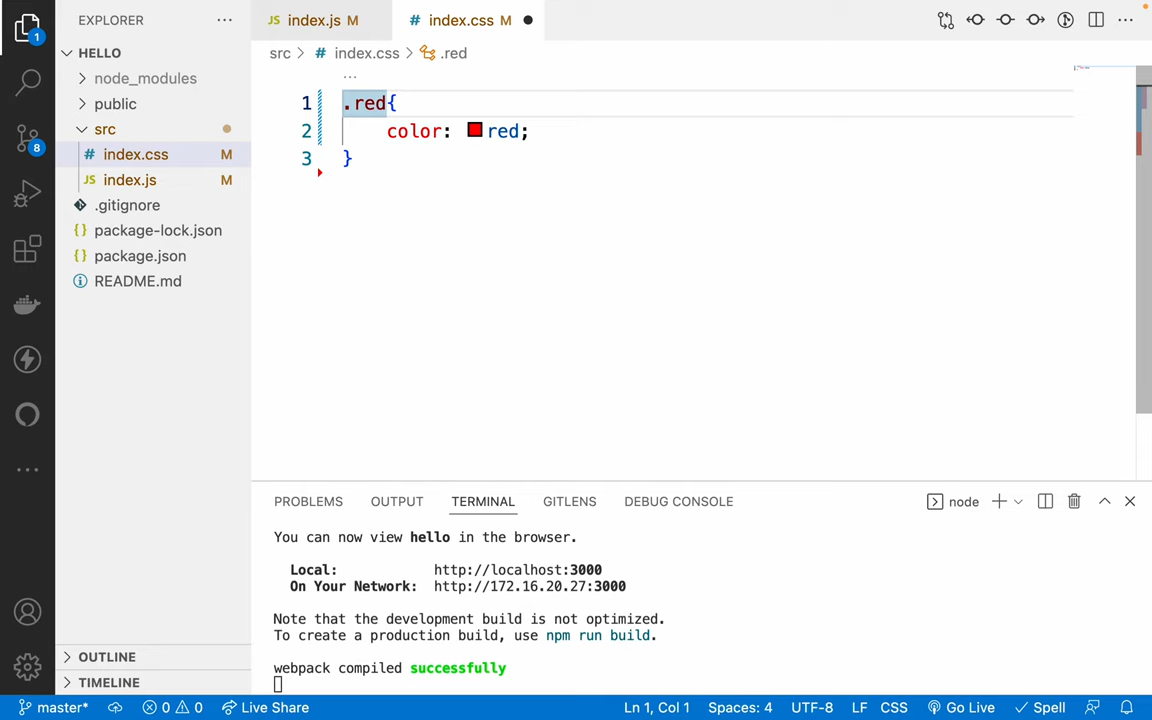 EXPLORER
JS index.js M
# index.css M
1
HELLO
src > # index.css > .red
node_modules
public
src
# index.css M
JS index.js M
.gitignore
{} package-lock.json
{} package.json
README.md
8
...
1 .red{
2 color: red;
3 }
PROBLEMS OUTPUT TERMINAL GITLENS DEBUG CONSOLE
node
You can now view hello in the browser.
Local: http://localhost:3000
On Your Network: http://172.16.20.27:3000
Note that the development build is not optimized.
To create a production build, use npm run build.
webpack compiled successfully
OUTLINE
TIMELINE
master* 0 0 Live Share Ln 1, Col 1 Spaces: 4 UTF-8 LF CSS Go Live Spell